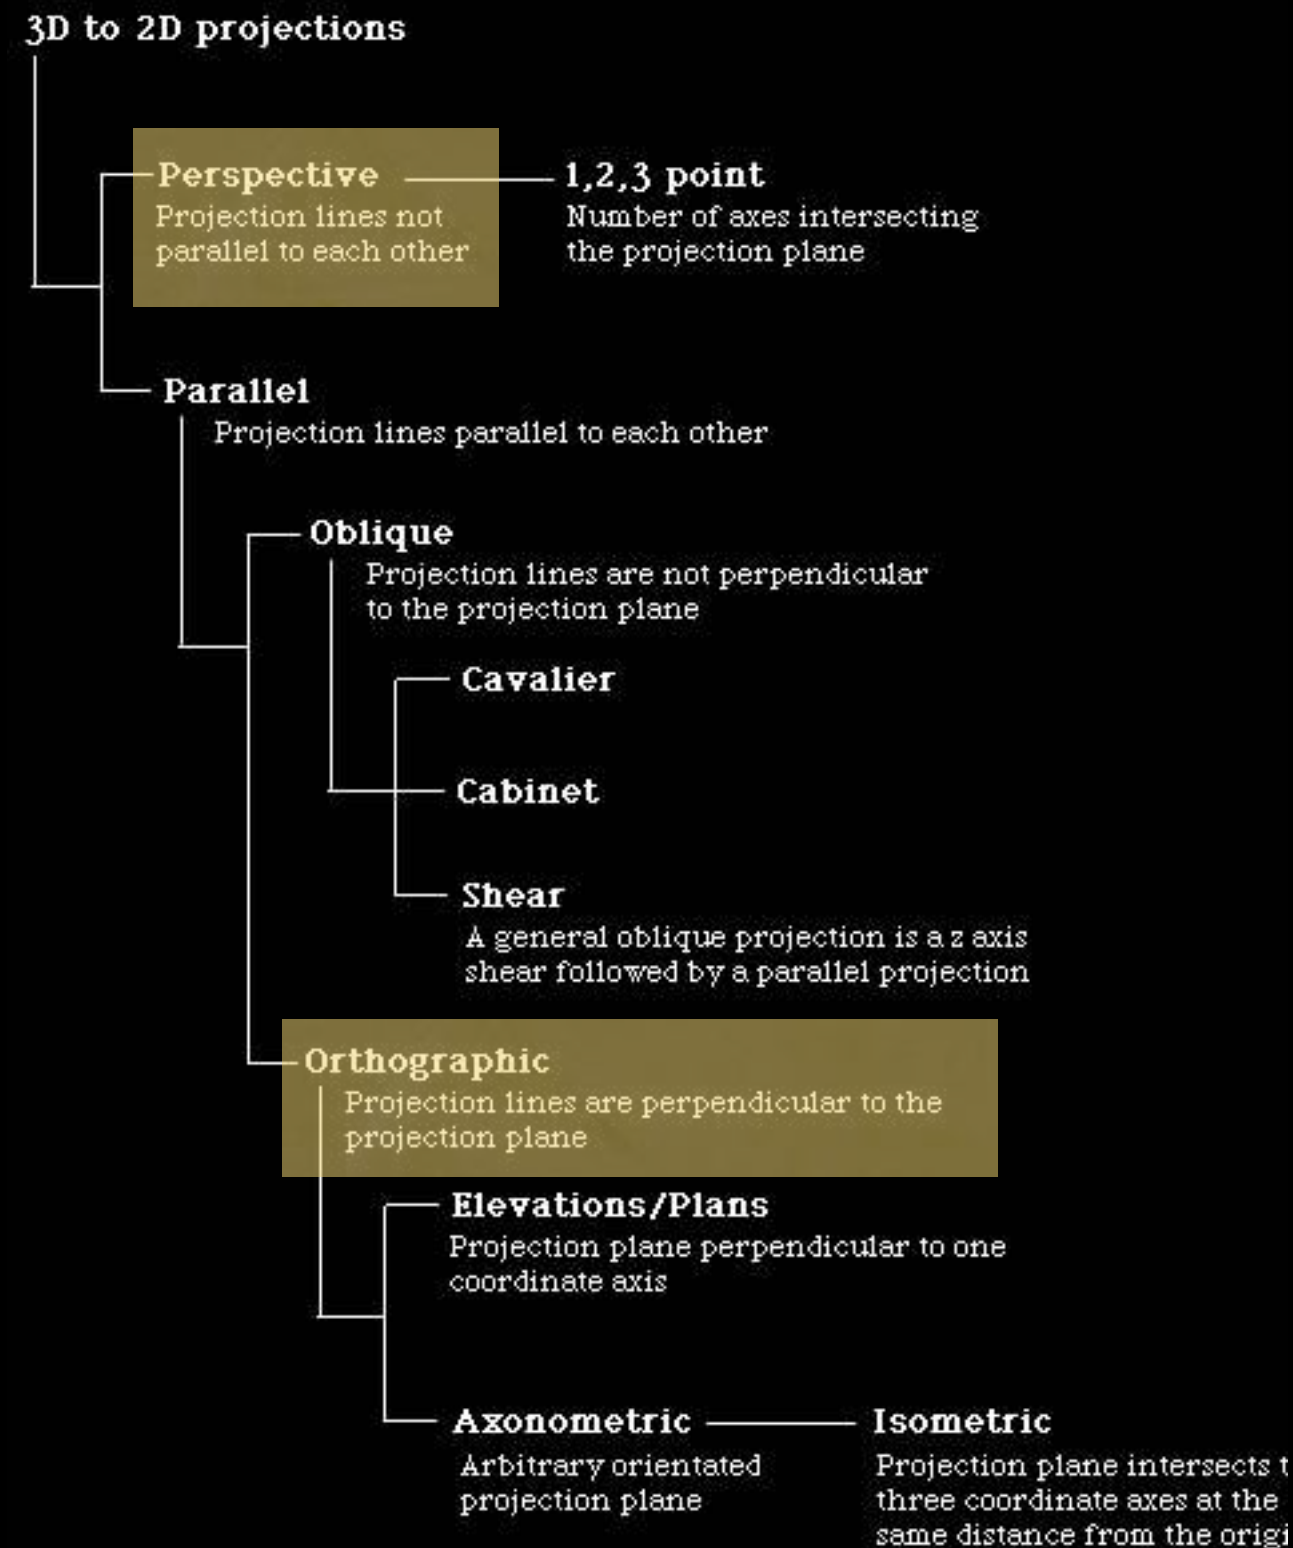 3D to 2D projections
Perspective
Projection lines not
parallel to each other
1,2,3 point
Number of axes intersecting
the projection plane
Parallel
Projection lines parallel to each other
Oblique
Projection lines are not perpendicular
to the projection plane
Cavalier
Cabinet
Shear
A general oblique projection is a z axis
shear followed by a parallel projection
Orthographic
Projection lines are perpendicular to the
projection plane
Elevations/Plans
Projection plane perpendicular to one
coordinate axis
Axonometric
Arbitrary orientated
projection plane
Isometric
Projection plane intersects
three coordinate axes at the
same distance from the